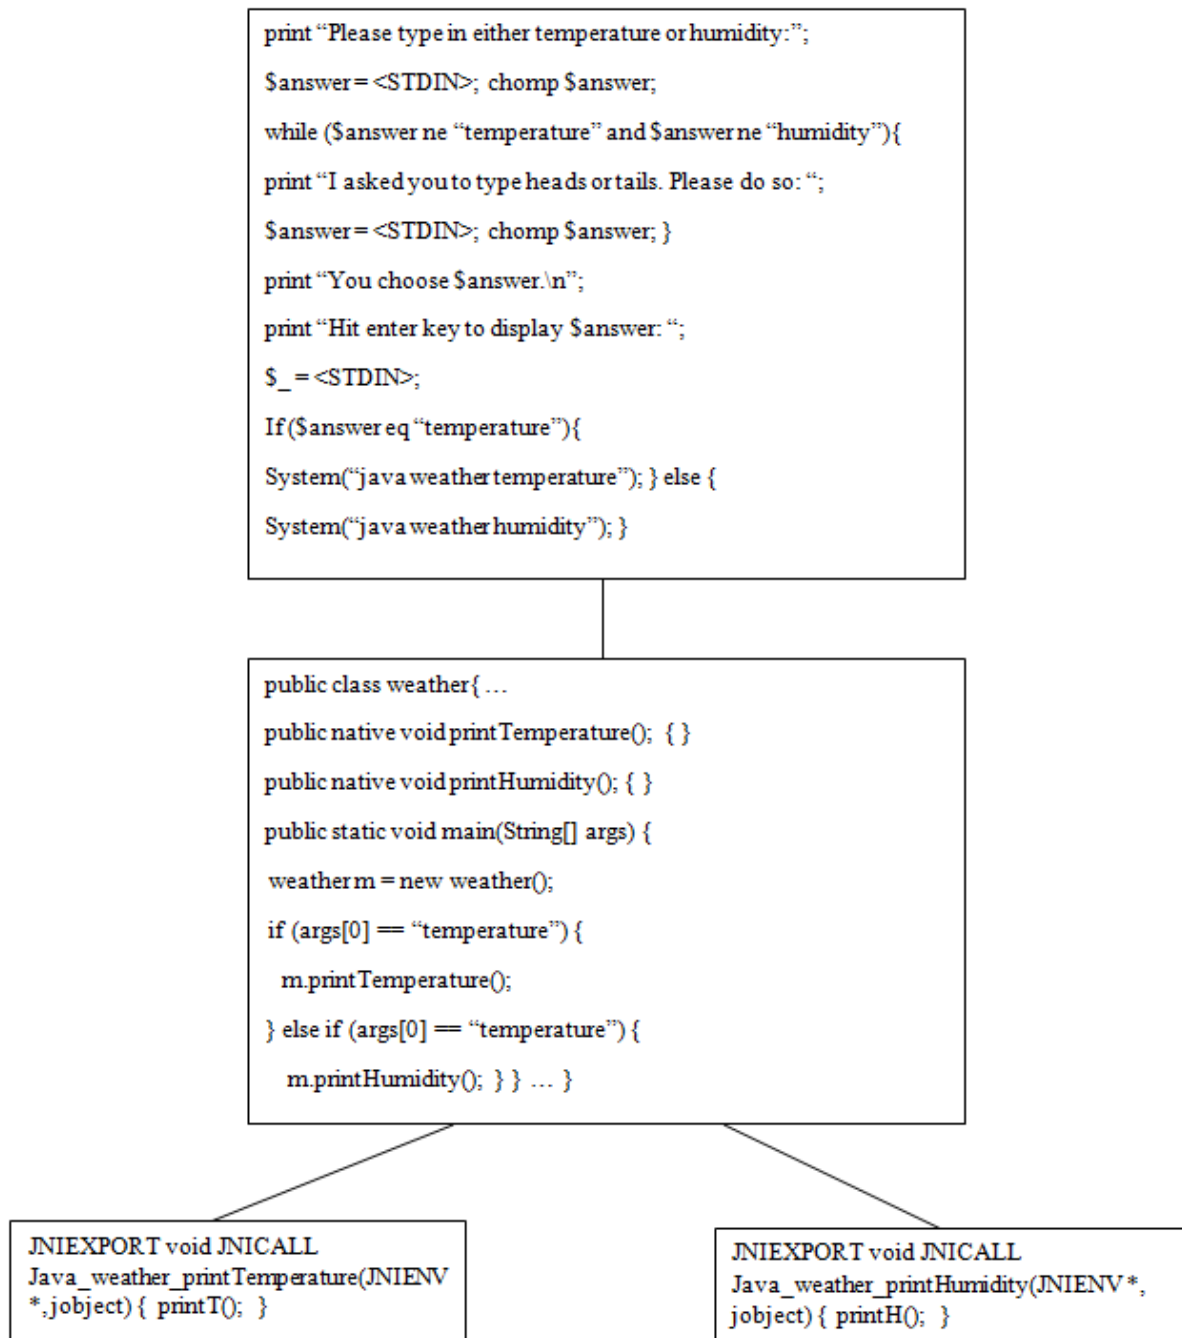 print “Please type in either temperature or humidity:”;
$answer = <STDIN>; chomp $answer;
while ($answer ne “temperature” and $answer ne “humidity”){
print “I asked you to type heads or tails. Please do so: “;
$answer = <STDIN>; chomp $answer; }
print “You choose $answer.\n”;
print “Hit enter key to display $answer: “;
$_ = <STDIN>;
If ($answer eq “temperature”){
System(“java weather temperature”); } else {
System(“java weather humidity”); }
public class weather{ …
public native void printTemperature();  { }
public native void printHumidity(); { }
public static void main(String[] args) {
weather m = new weather();
if (args[0] == “temperature”) {
m.printTemperature();
} else if (args[0] == “temperature”) {
m.printHumidity(); } } … }
JNIEXPORT void JNICALL
Java_weather_printTemperature(JNIENV
*, jobject) { printT(); }
JNIEXPORT void JNICALL
Java_weather_printHumidity(JNIENV *,
jobject) { printH(); }